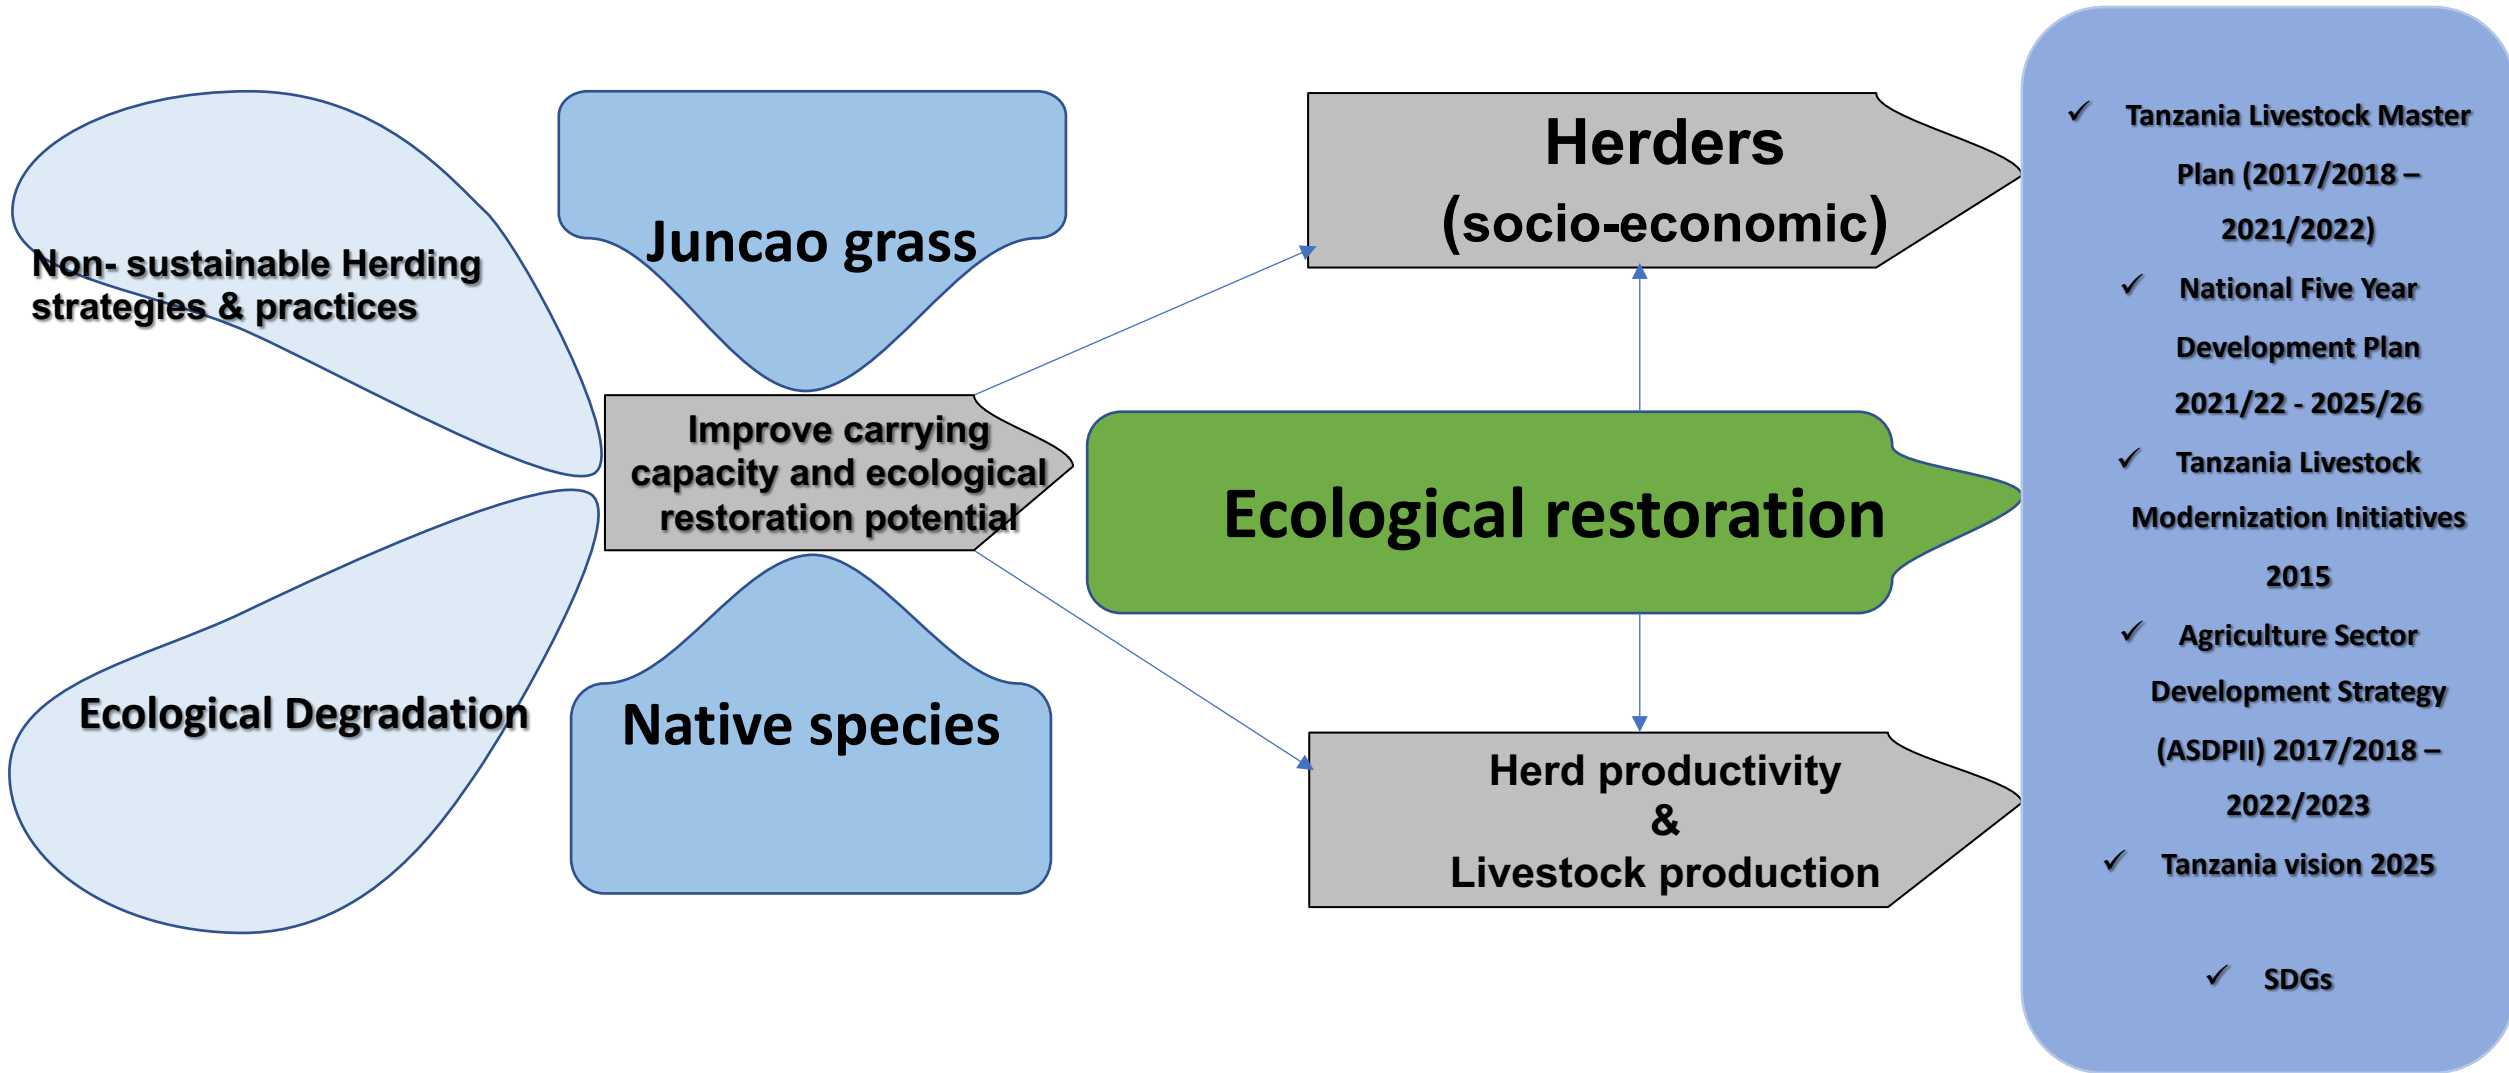 Non- sustainable Herding
strategies & practices
Ecological Degradation
Juncao grass
Improve carrying
capacity and ecological
restoration potential
Native species
Herders
(socio-economic)
Ecological restoration
Herd productivity
&
Livestock production
✓ Tanzania Livestock Master
Plan (2017/2018 –
2021/2022)
✓ National Five Year
Development Plan
2021/22 - 2025/26
✓ Tanzania Livestock
Modernization Initiatives
2015
✓ Agriculture Sector
Development Strategy
(ASDPII) 2017/2018 –
2022/2023
✓ Tanzania vision 2025
✓ SDGs